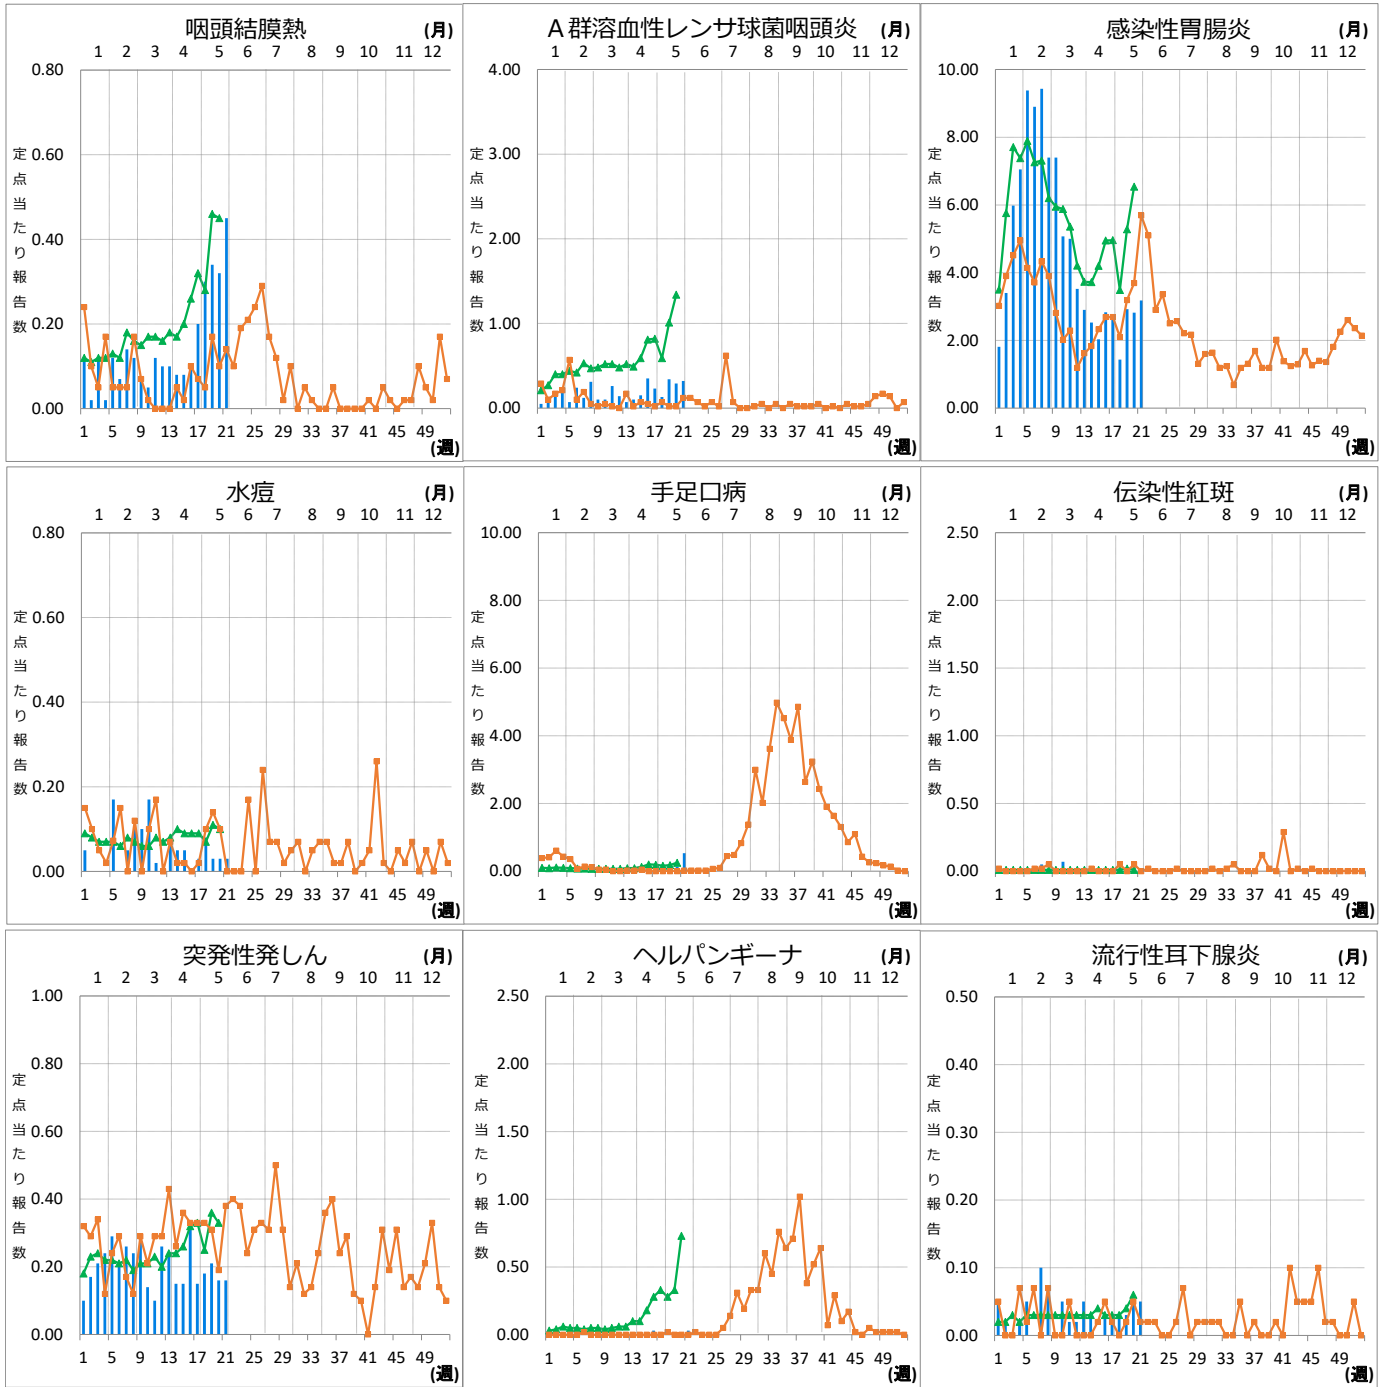 咽頭結膜熱 (月)
1 2 3 4 5 6 7 8 9 10 11 12
0.80
0.60
0.40
0.20
0.00
定点当たり報告数
1 5 9 13 17 21 25 29 33 37 41 45 49
(週)
A群溶血性レンサ球菌咽頭炎 (月)
1 2 3 4 5 6 7 8 9 10 11 12
4.00
3.00
2.00
1.00
0.00
定点当たり報告数
1 5 9 13 17 21 25 29 33 37 41 45 49
(週)
感染性胃腸炎 (月)
1 2 3 4 5 6 7 8 9 10 11 12
10.00
8.00
6.00
4.00
2.00
0.00
定点当たり報告数
1 5 9 13 17 21 25 29 33 37 41 45 49
(週)
水痘 (月)
1 2 3 4 5 6 7 8 9 10 11 12
0.80
0.60
0.40
0.20
0.00
定点当たり報告数
1 5 9 13 17 21 25 29 33 37 41 45 49
(週)
手足口病 (月)
1 2 3 4 5 6 7 8 9 10 11 12
10.00
8.00
6.00
4.00
2.00
0.00
定点当たり報告数
1 5 9 13 17 21 25 29 33 37 41 45 49
(週)
伝染性紅斑 (月)
1 2 3 4 5 6 7 8 9 10 11 12
2.50
2.00
1.50
1.00
0.50
0.00
定点当たり報告数
1 5 9 13 17 21 25 29 33 37 41 45 49
(週)
突発性発しん (月)
1 2 3 4 5 6 7 8 9 10 11 12
1.00
0.80
0.60
0.40
0.20
0.00
定点当たり報告数
1 5 9 13 17 21 25 29 33 37 41 45 49
(週)
ヘルパンギーナ (月)
1 2 3 4 5 6 7 8 9 10 11 12
2.50
2.00
1.50
1.00
0.50
0.00
定点当たり報告数
1 5 9 13 17 21 25 29 33 37 41 45 49
(週)
流行性耳下腺炎 (月)
1 2 3 4 5 6 7 8 9 10 11 12
0.50
0.40
0.30
0.20
0.10
0.00
定点当たり報告数
1 5 9 13 17 21 25 29 33 37 41 45 49
(週)